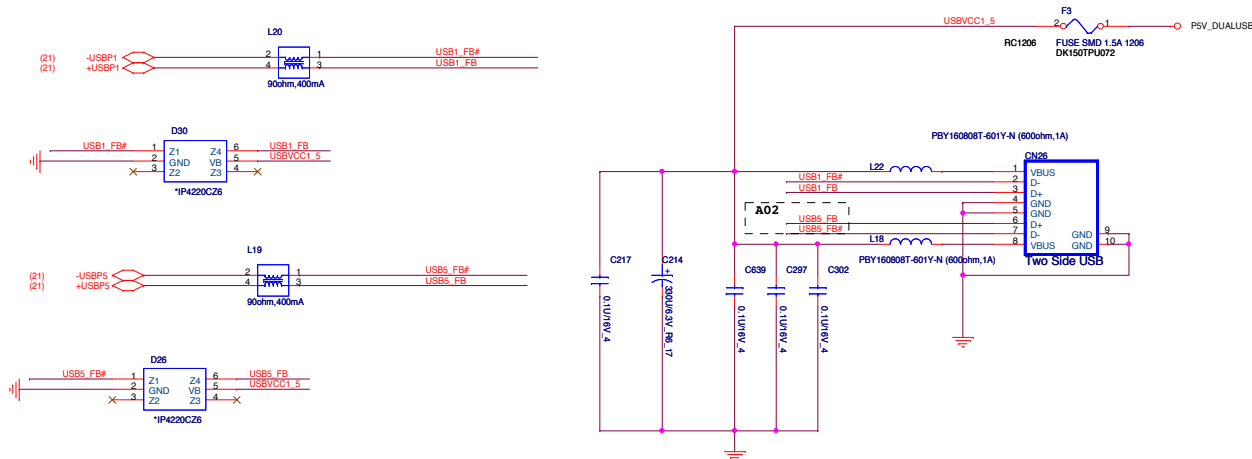 L20
(21) -USBP1 2 1 USB1_FB#
(21) +USBP1 4 3 USB1_FB
90ohm,400mA
D30
USB1_FB# 1 Z1 Z4 6 USB1_FB
2 GND VB 5 USBVCC1_5
3 Z2 Z3 4
*IP4220CZ6
L19
(21) -USBP5 2 1 USB5_FB#
(21) +USBP5 4 3 USB5_FB
90ohm,400mA
D26
USB5_FB# 1 Z1 Z4 6 USB5_FB
2 GND VB 5 USBVCC1_5
3 Z2 Z3 4
*IP4220CZ6
F3
USBVCC1_5 2 1 P5V_DUALUSB
RC1206 FUSE SMD 1.5A 1206
DK150TPU072
PBY160808T-601Y-N (600ohm,1A)
CN26
L22 1 VBUS
USB1_FB# 2 D-
USB1_FB 3 D+
4 GND
A02 5 GND
USB5_FB 6 D+
USB5_FB# 7 D- GND 9
L18 8 VBUS GND 10
PBY160808T-601Y-N (600ohm,1A)
Two Side USB
C217 C214 C639 C297 C302
+
0.1U/16V_4
330U/6.3V_R6_17
0.1U/16V_4
0.1U/16V_4
0.1U/16V_4